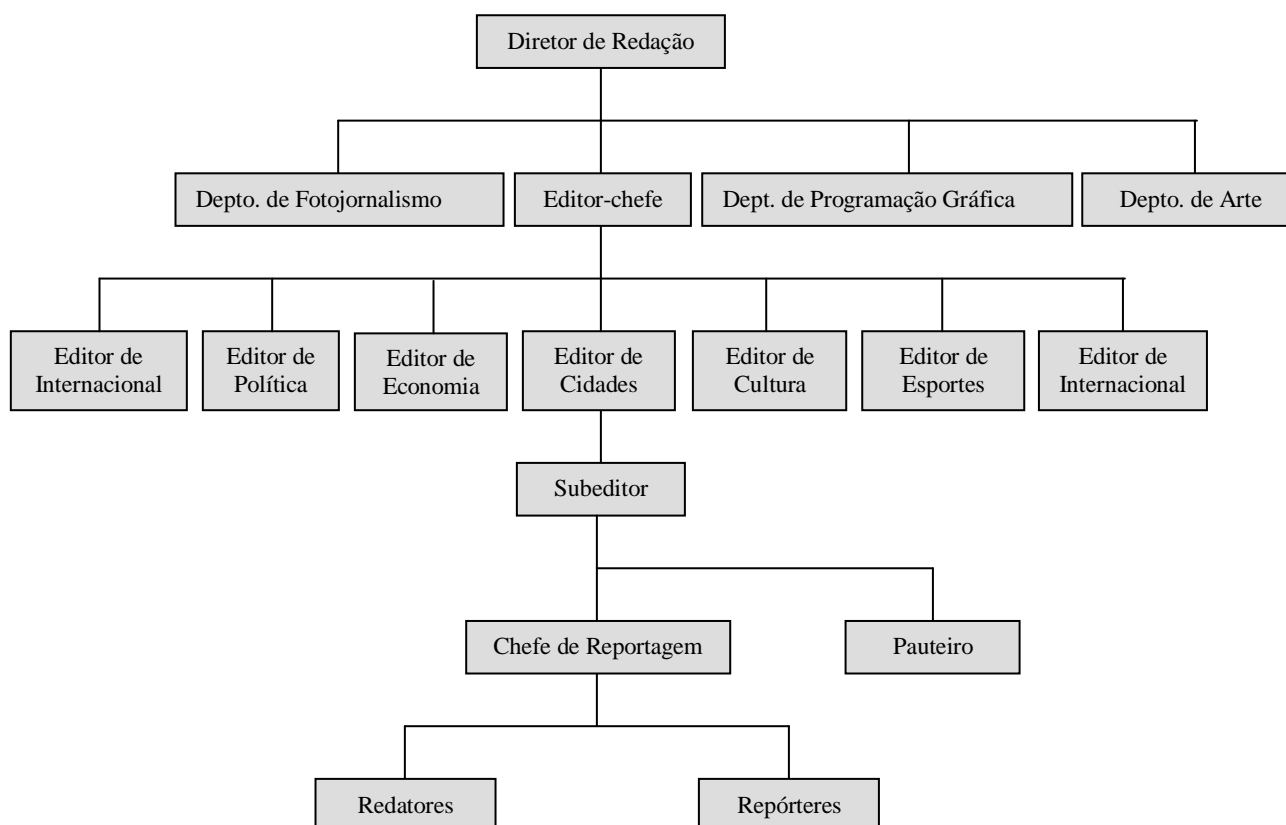 Diretor de Redação
Depto. de Fotojornalismo
Editor-chefe
Dept. de Programação Gráfica
Depto. de Arte
Editor de
Internacional
Editor de
Política
Editor de
Economia
Editor de
Cidades
Editor de
Cultura
Editor de
Esportes
Editor de
Internacional
Subeditor
Chefe de Reportagem
Pauteiro
Redatores
Repórteres